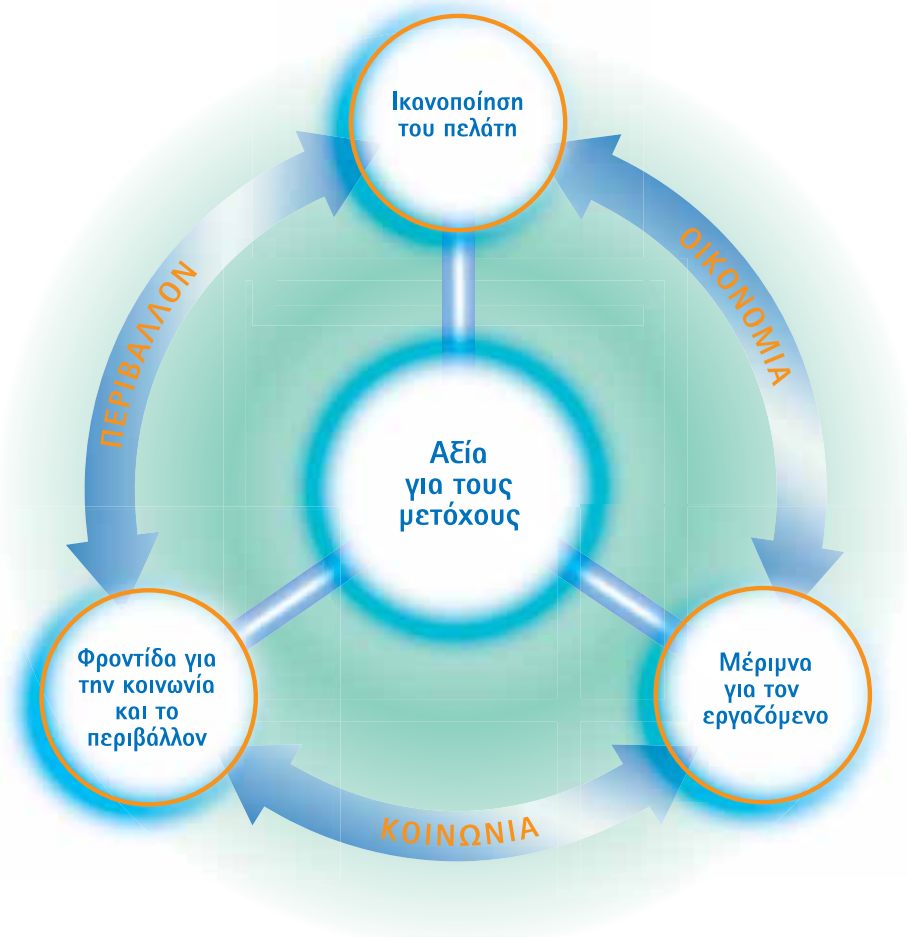 Ικανοποίηση
του πελάτη
ΠΕΡΙΒΑΛΛΟΝ
ΟΙΚΟΝΟΜΙΑ
Αξία
για τους
μετόχους
Φροντίδα για
την κοινωνία
και το
περιβάλλον
Μέριμνα
για τον
εργαζόμενο
ΚΟΙΝΩΝΙΑ